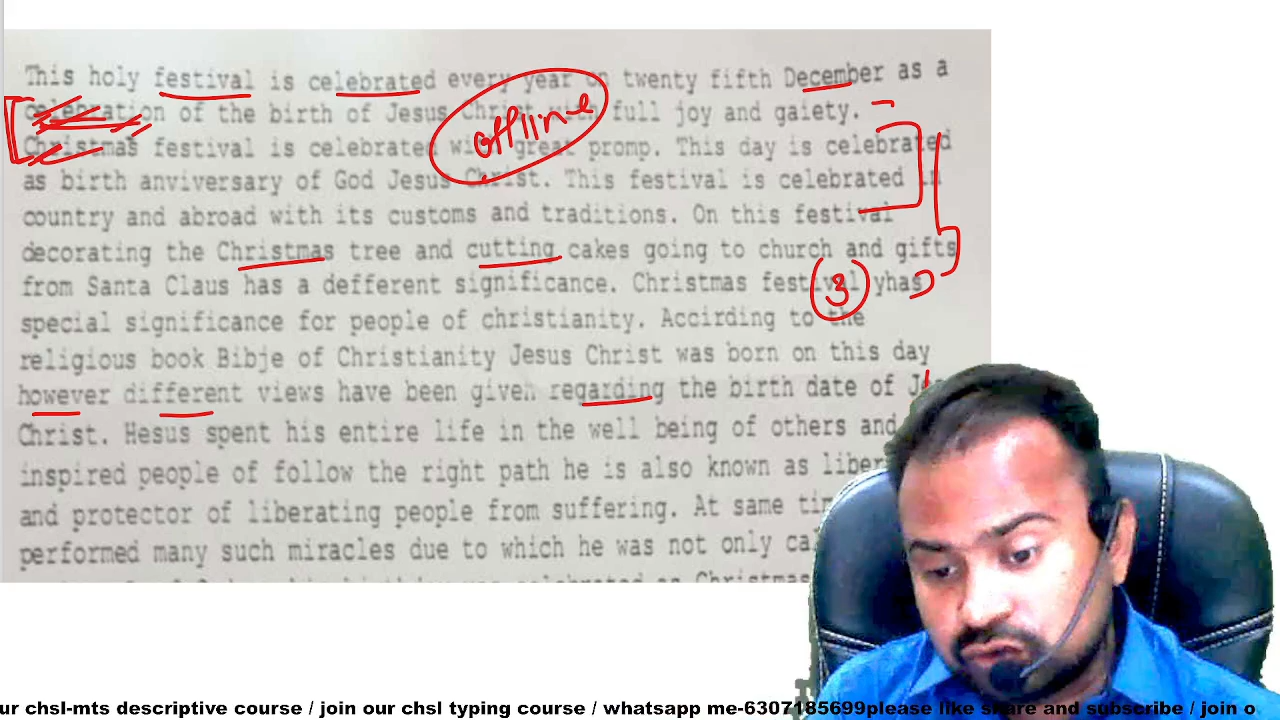 This holy festival is celebrated every year on twenty fifth December as a
celebration of the birth of Jesus Christ with full joy and gaiety.
offline
Christmas festival is celebrated with great promp. This day is celebrated
as birth anviversary of God Jesus Christ. This festival is celebrated in
country and abroad with its customs and traditions. On this festival
decorating the Christmas tree and cutting cakes going to church and gifts
from Santa Claus has a defferent significance. Christmas festival yhas
3
special significance for people of christianity. Accirding to the
religious book Bibje of Christianity Jesus Christ was born on this day
however different views have been given regarding the birth date of
Christ. Hesus spent his entire life in the well being of others and
inspired people of follow the right path he is also known as
and protector of liberating people from suffering. At same
performed many such miracles due to which he was not only
celebrated as Christmas
ur chsl-mts descriptive course / join our chsl typing course / whatsapp me-6307185699please like share and subscribe / join o